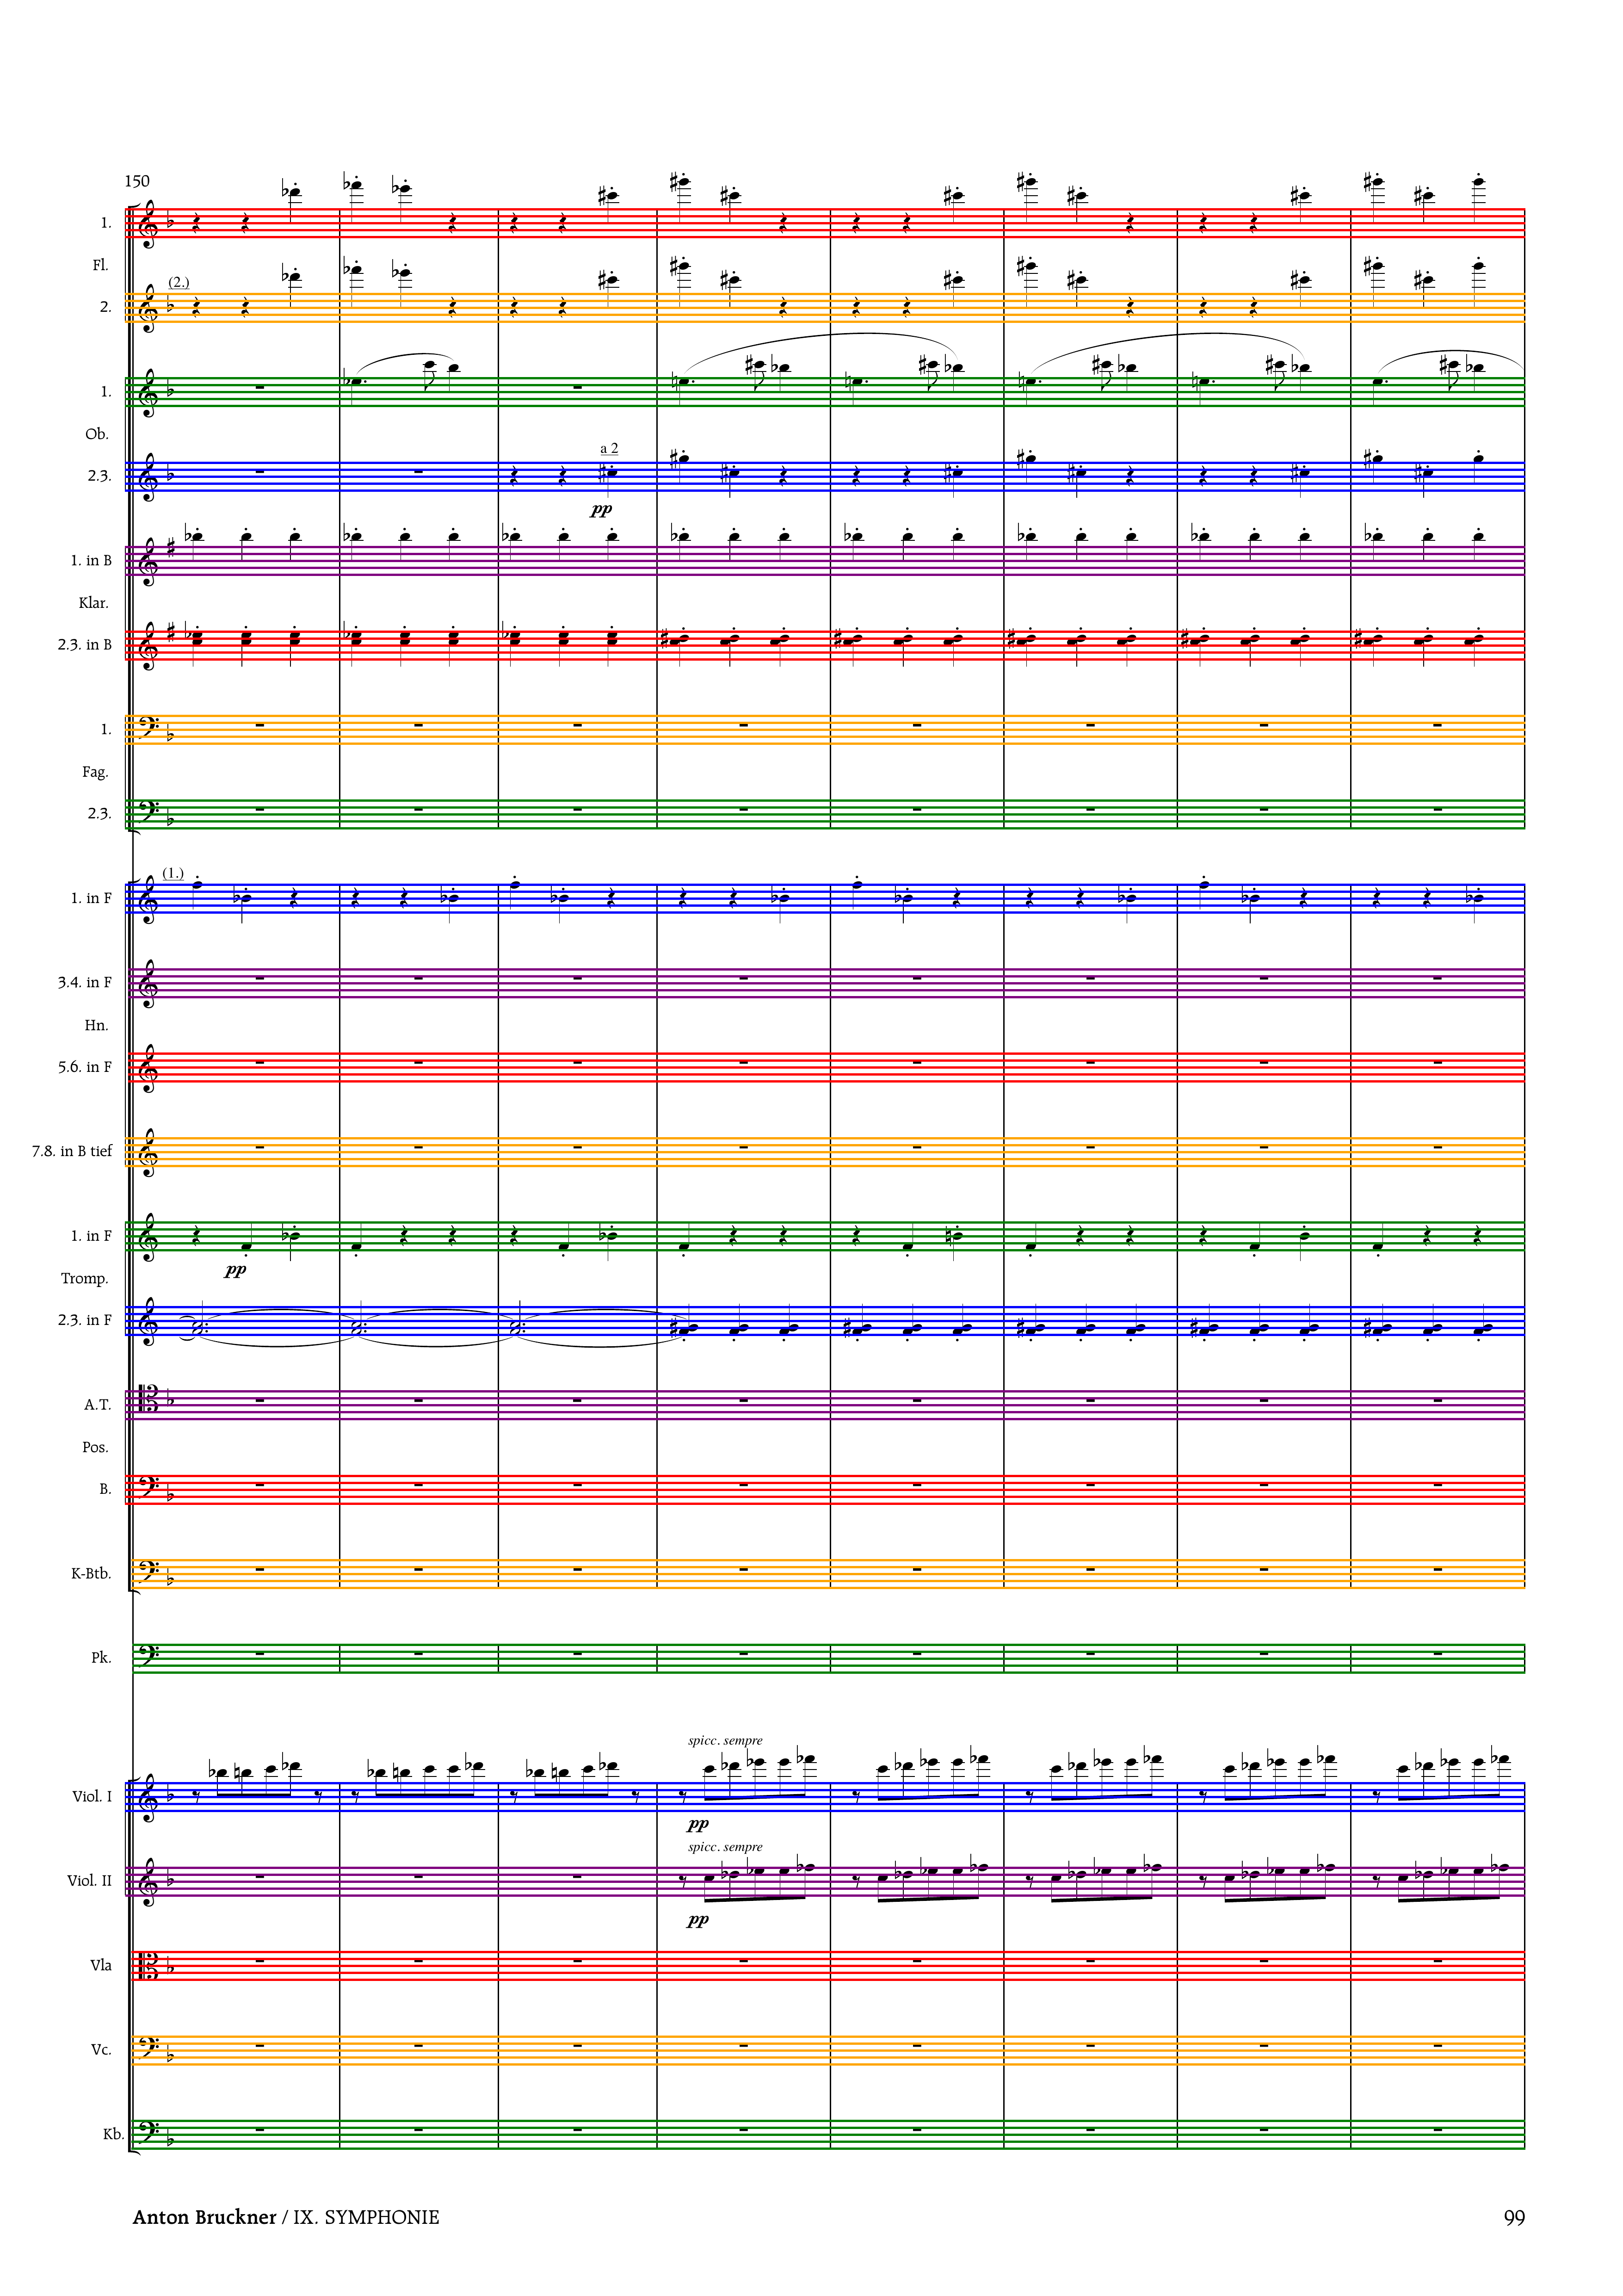 150
1.
Fl.
(2.)
2.
1.
Ob.
a 2
2.3.
pp
1. in B
Klar.
2.3. in B
1.
Fag.
2.3.
(1.)
1. in F
3.4. in F
Hn.
5.6. in F
7.8. in B tief
1. in F
pp
Tromp.
2.3. in F
A.T.
Pos.
B.
K-Btb.
Pk.
spicc. sempre
Viol. I
pp
spicc. sempre
Viol. II
pp
Vla
Vc.
Kb.
Anton Bruckner / IX. SYMPHONIE 99